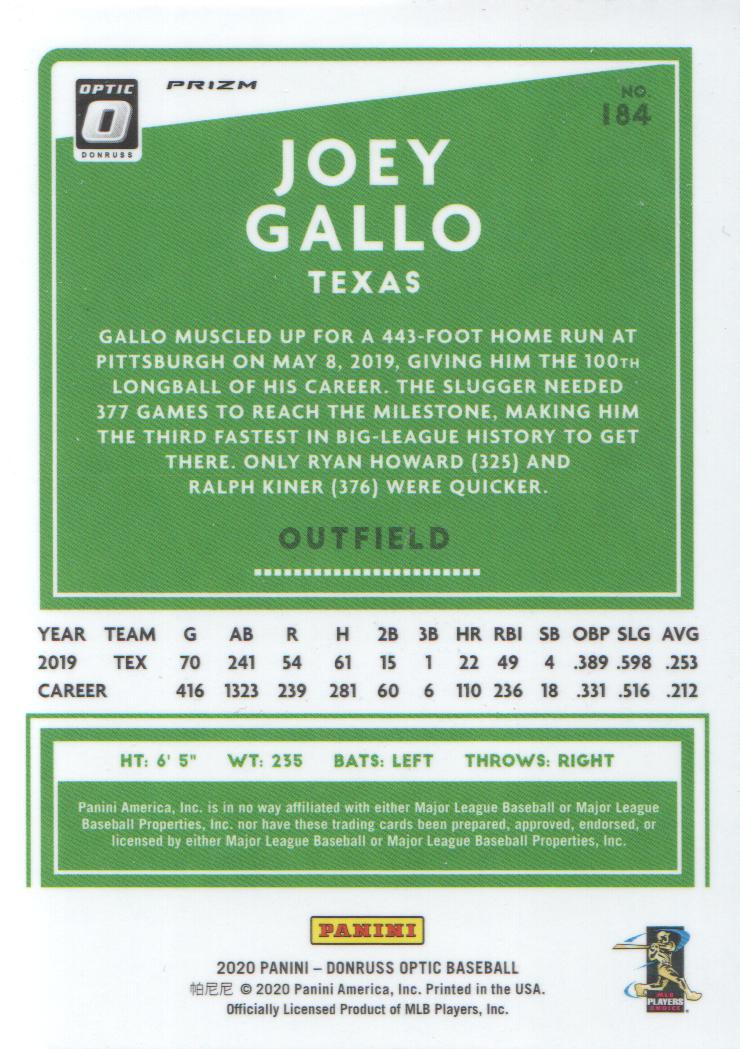 OPTIC
O
DONRUSS
PRIZM
NO.
184
JOEY
GALLO
TEXAS
GALLO MUSCLED UP FOR A 443-FOOT HOME RUN AT
PITTSBURGH ON MAY 8, 2019, GIVING HIM THE 100TH
LONGBALL OF HIS CAREER. THE SLUGGER NEEDED
377 GAMES TO REACH THE MILESTONE, MAKING HIM
THE THIRD FASTEST IN BIG-LEAGUE HISTORY TO GET
THERE. ONLY RYAN HOWARD (325) AND
RALPH KINER (376) WERE QUICKER.
OUTFIELD
YEAR TEAM G AB R H 2B 3B HR RBI SB OBP SLG AVG
2019 TEX 70 241 54 61 15 1 22 49 4 .389 .598 .253
CAREER 416 1323 239 281 60 6 110 236 18 .331 .516 .212
HT: 6' 5" WT: 235 BATS: LEFT THROWS: RIGHT
Panini America, Inc. is in no way affiliated with either Major League Baseball or Major League
Baseball Properties, Inc. nor have these trading cards been prepared, approved, endorsed, or
licensed by either Major League Baseball or Major League Baseball Properties, Inc.
PANINI
2020 PANINI – DONRUSS OPTIC BASEBALL
帕尼尼 © 2020 Panini America, Inc. Printed in the USA.
Officially Licensed Product of MLB Players, Inc.
MLB
PLAYERS
CHOICE